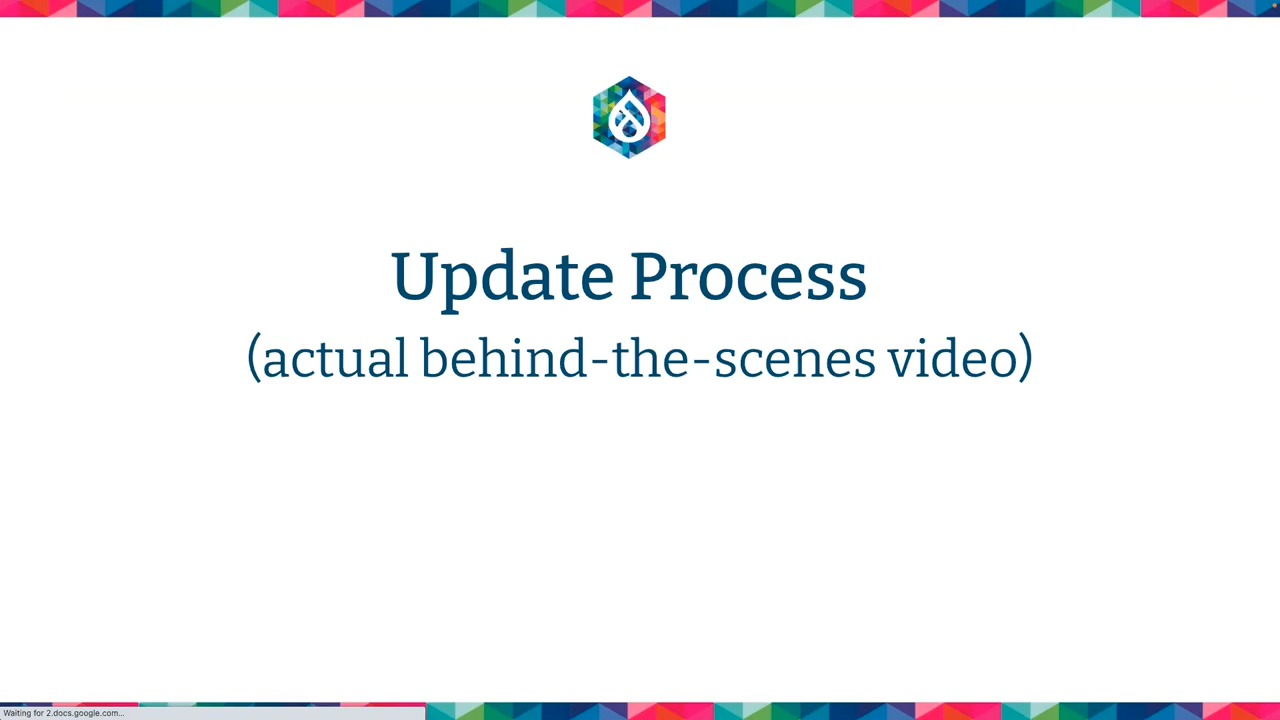 Update Process
(actual behind-the-scenes video)
Waiting for 2.docs.google.com...